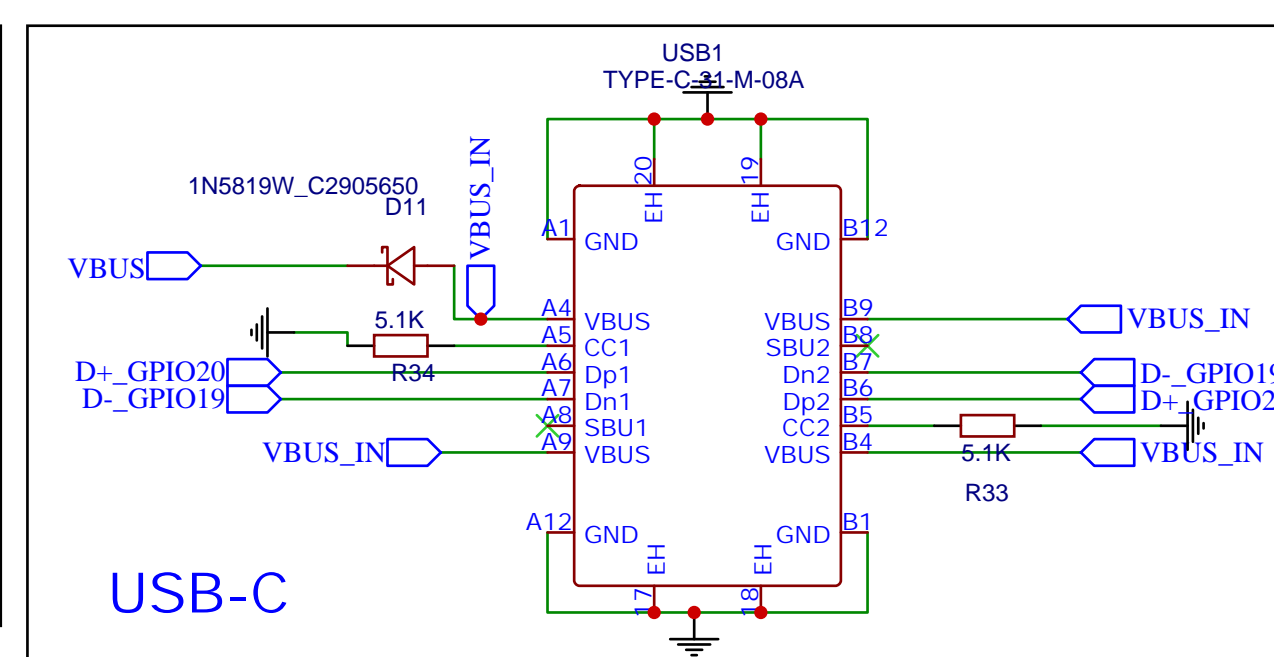 USB1
TYPE-C-31-M-08A
1N5819W_C2905650
D11
VBUS_IN
20
19
EH
EH
A1
GND
GND
B12
VBUS
A4
VBUS
VBUS
B9
VBUS_IN
5.1K
A5
CC1
SBU2
B8
D+_GPIO20
R34
A6
Dp1
Dn2
B7
D-_GPIO19
D-_GPIO19
A7
Dn1
Dp2
B6
D+_GPIO2
A8
SBU1
CC2
B5
VBUS_IN
A9
VBUS
VBUS
B4
5.1K
VBUS_IN
R33
A12
GND
GND
B1
EH
EH
17
18
USB-C